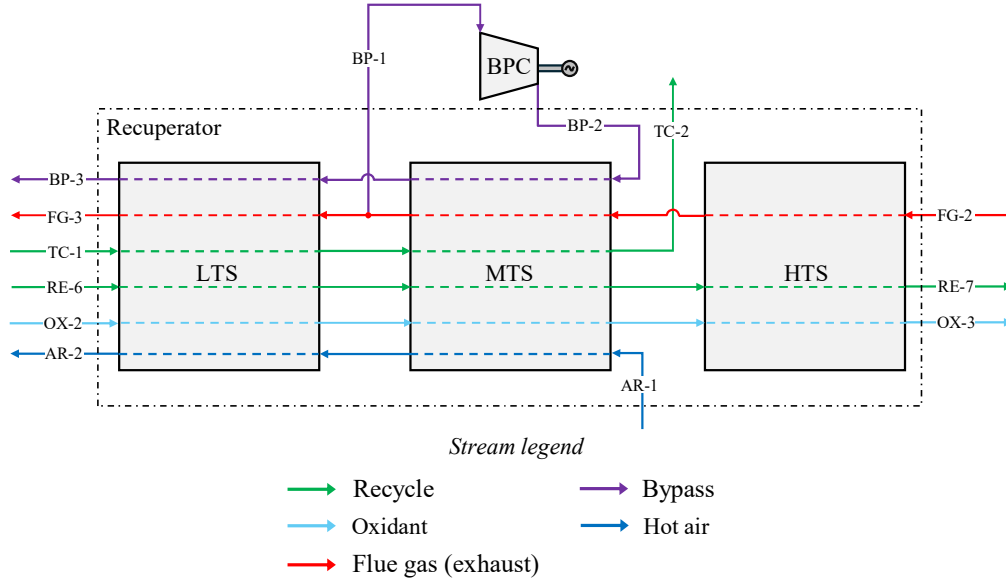 BP-1
BPC
BP-2
TC-2
Recuperator
BP-3
FG-3
FG-2
TC-1
LTS
MTS
HTS
RE-6
RE-7
OX-2
OX-3
AR-2
AR-1
Stream legend
Recycle
Bypass
Oxidant
Hot air
Flue gas (exhaust)